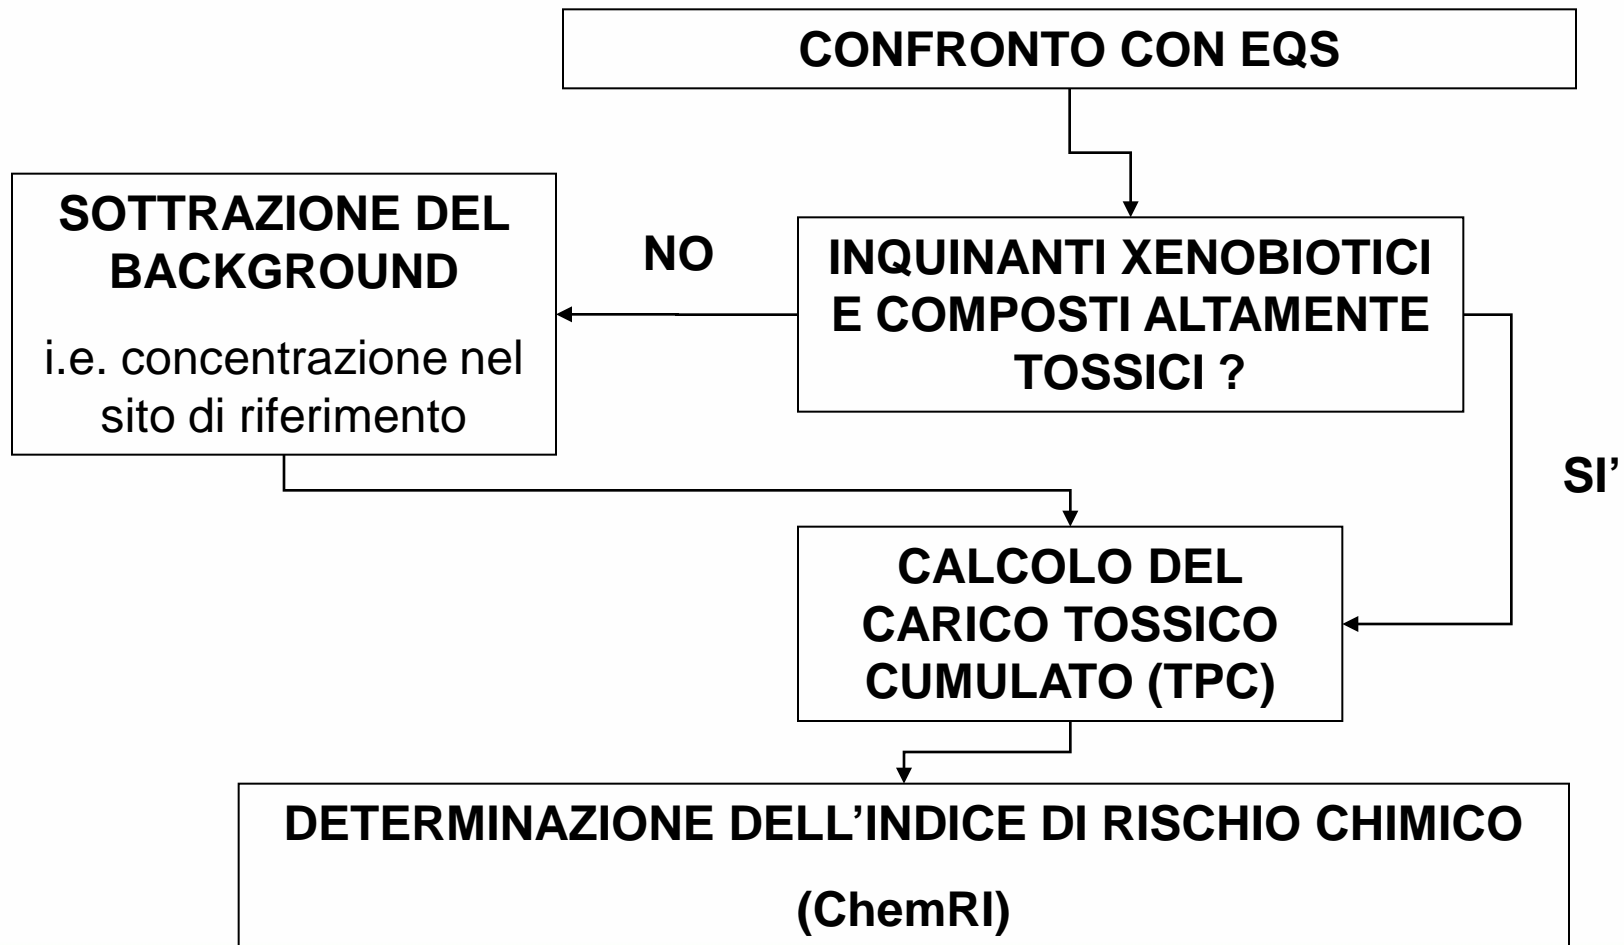 CONFRONTO CON EQS
SOTTRAZIONE DEL
BACKGROUND
i.e. concentrazione nel
sito di riferimento
NO
INQUINANTI XENOBIOTICI
E COMPOSTI ALTAMENTE
TOSSICI ?
SI’
CALCOLO DEL
CARICO TOSSICO
CUMULATO (TPC)
DETERMINAZIONE DELL’INDICE DI RISCHIO CHIMICO
(ChemRI)